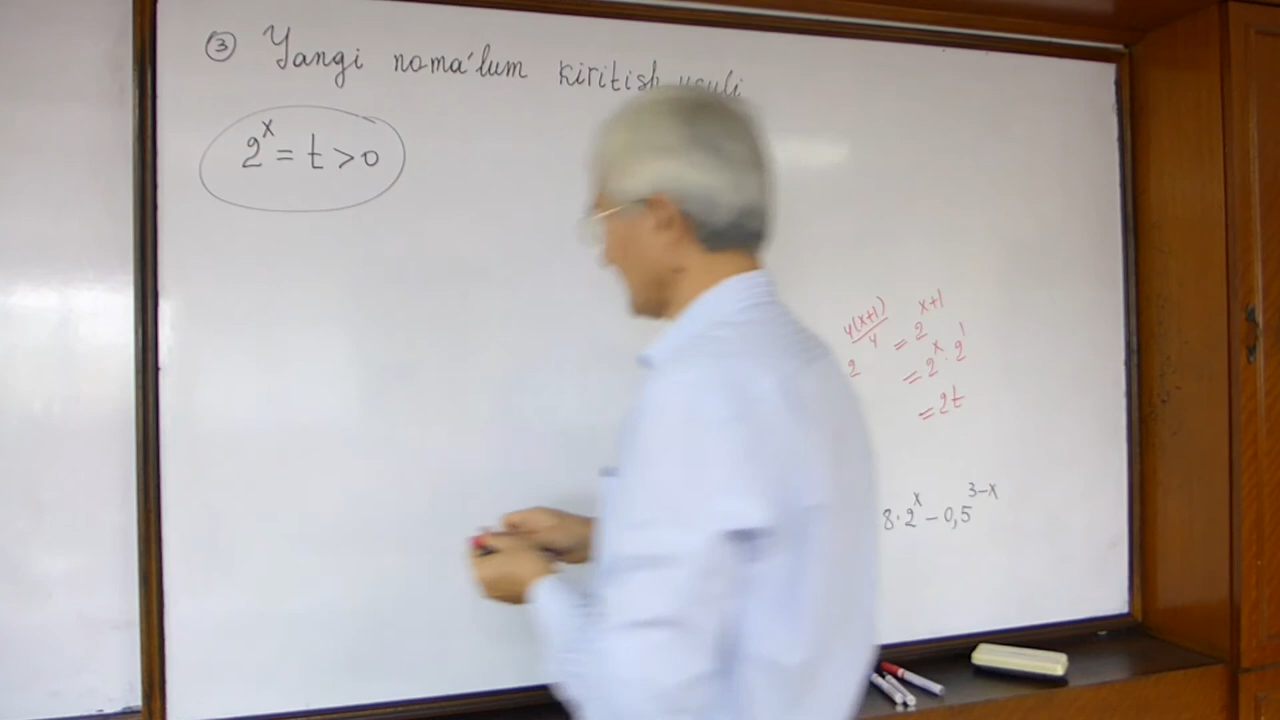 ③ Yangi noma'lum kiritish usuli
2^x = t > 0
2^(4(x+1)/4) = 2^(x+1)
= 2^x · 2^1
= 2t
8·2^x − 0,5^(3−x)